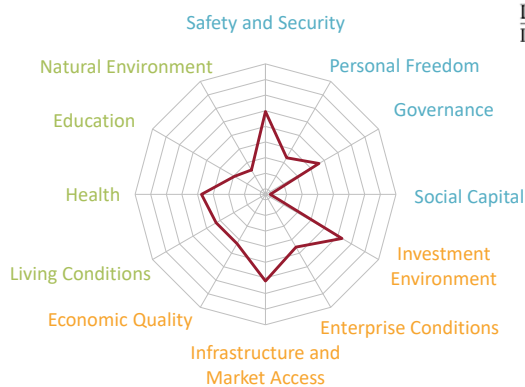 Safety and Security
Natural Environment
Personal Freedom
Education
Governance
Health
Social Capital
Investment
Environment
Living Conditions
Economic Quality
Enterprise Conditions
Infrastructure and
Market Access